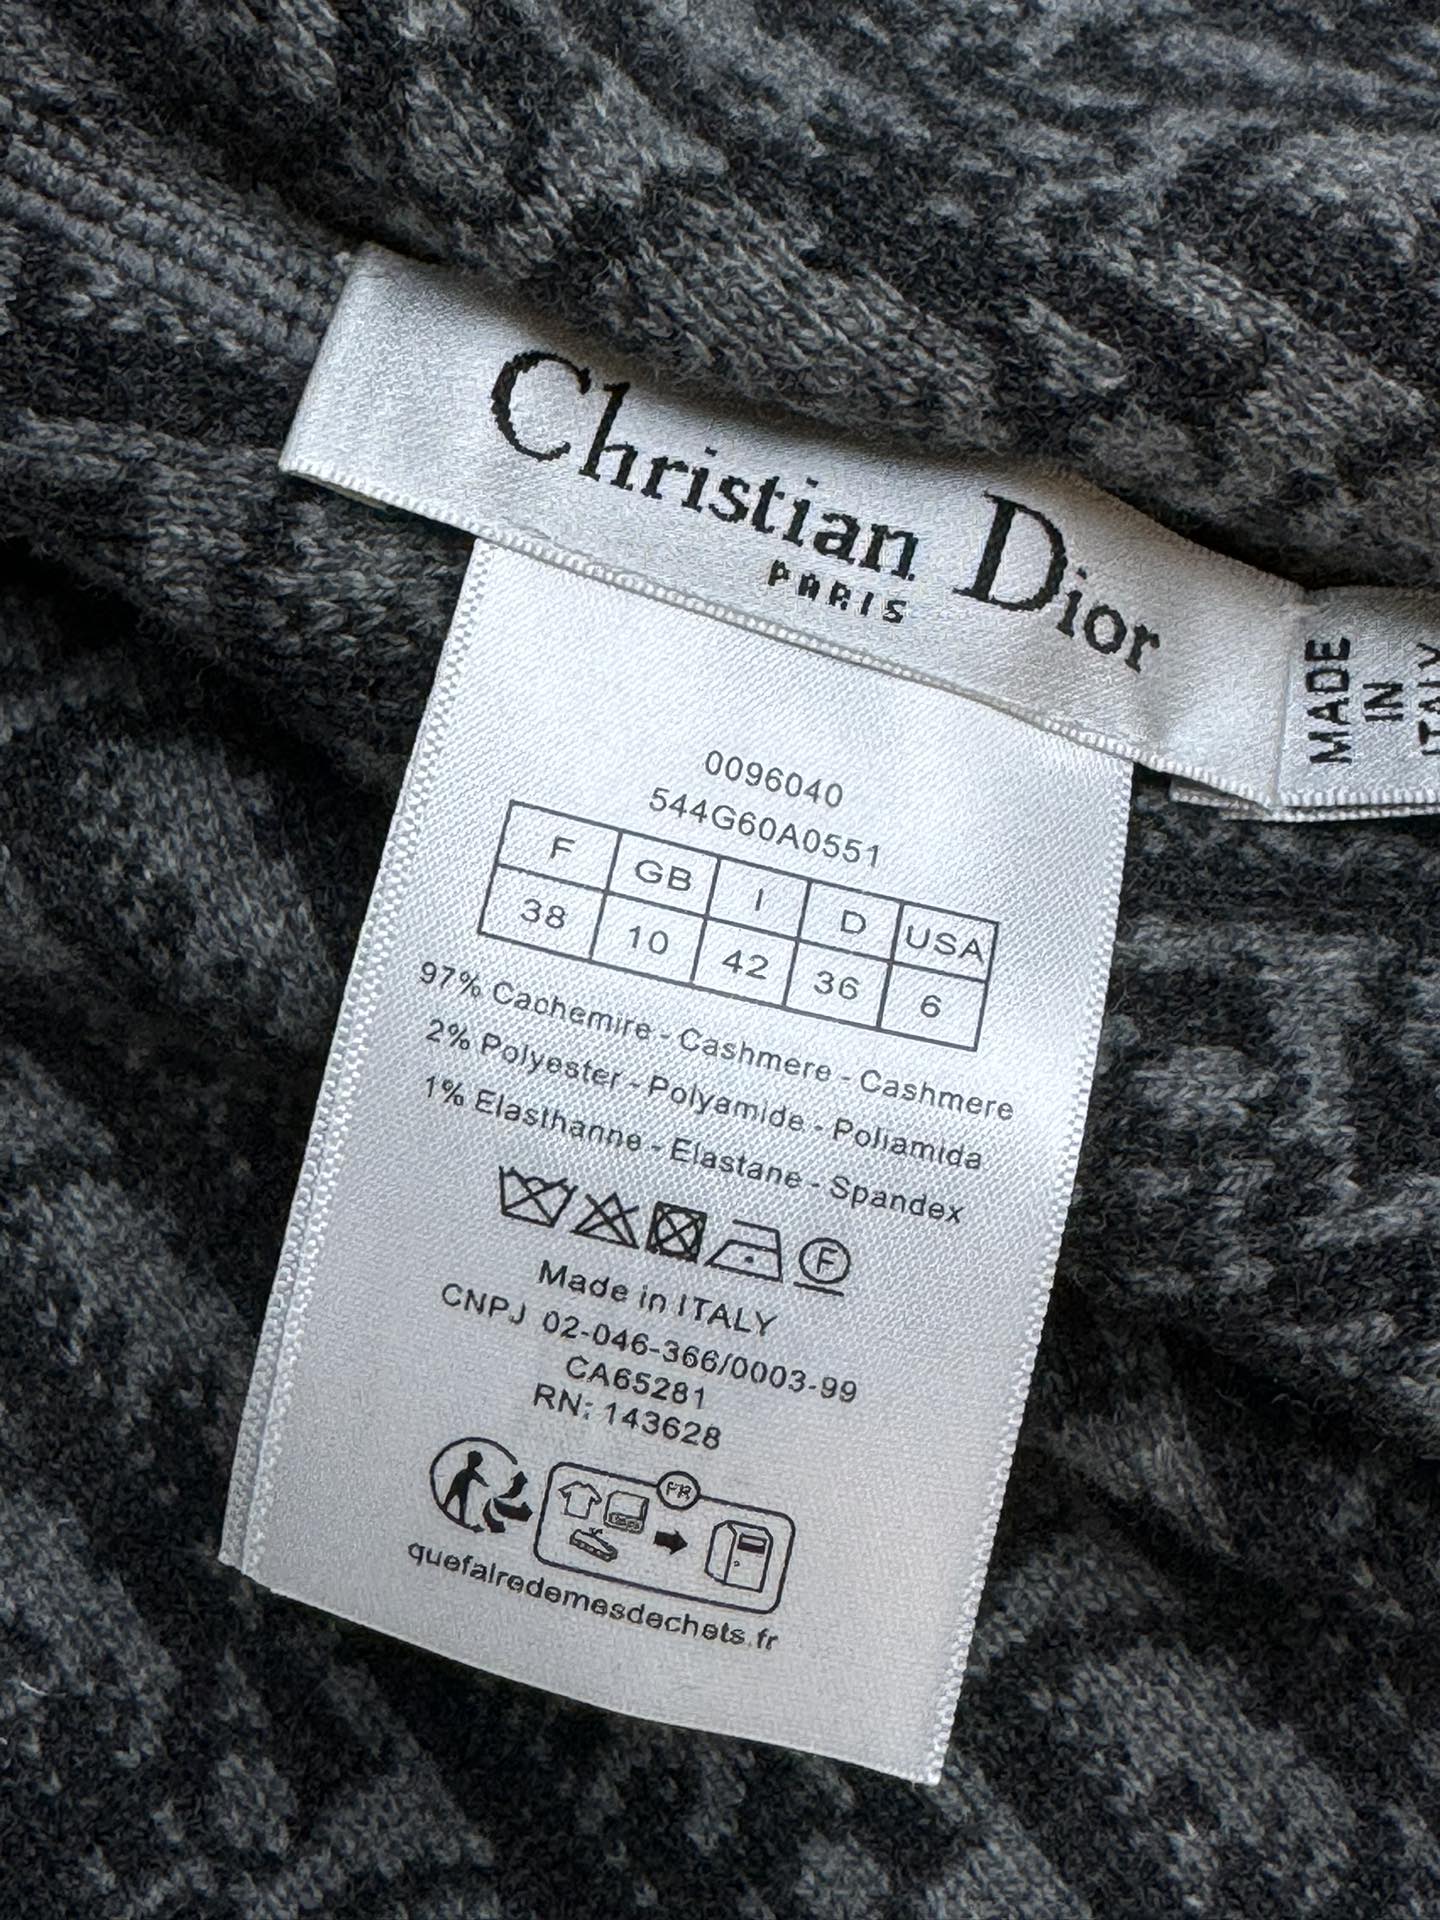 Christian Dior
PARIS
MADE
IN
ITALY
0096040
544G60A0551
F GB I D USA
38 10 42 36 6
97% Cachemire - Cashmere - Cashmere
2% Polyester - Polyamide - Poliamida
1% Elasthanne - Elastane - Spandex
F
Made in ITALY
CNPJ 02-046-366/0003-99
CA65281
RN: 143628
FR
quefairedemesdechets.fr